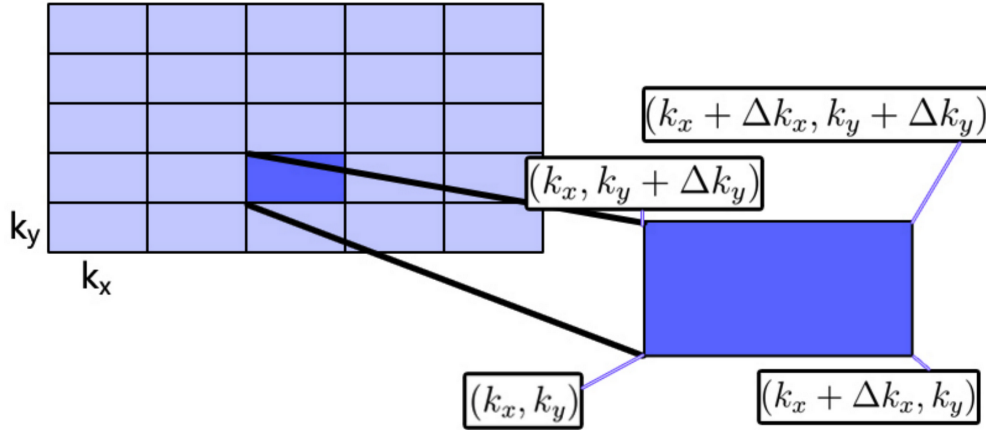 (k_x + Δk_x, k_y + Δk_y)
(k_x, k_y + Δk_y)
k_y
k_x
(k_x, k_y)
(k_x + Δk_x, k_y)